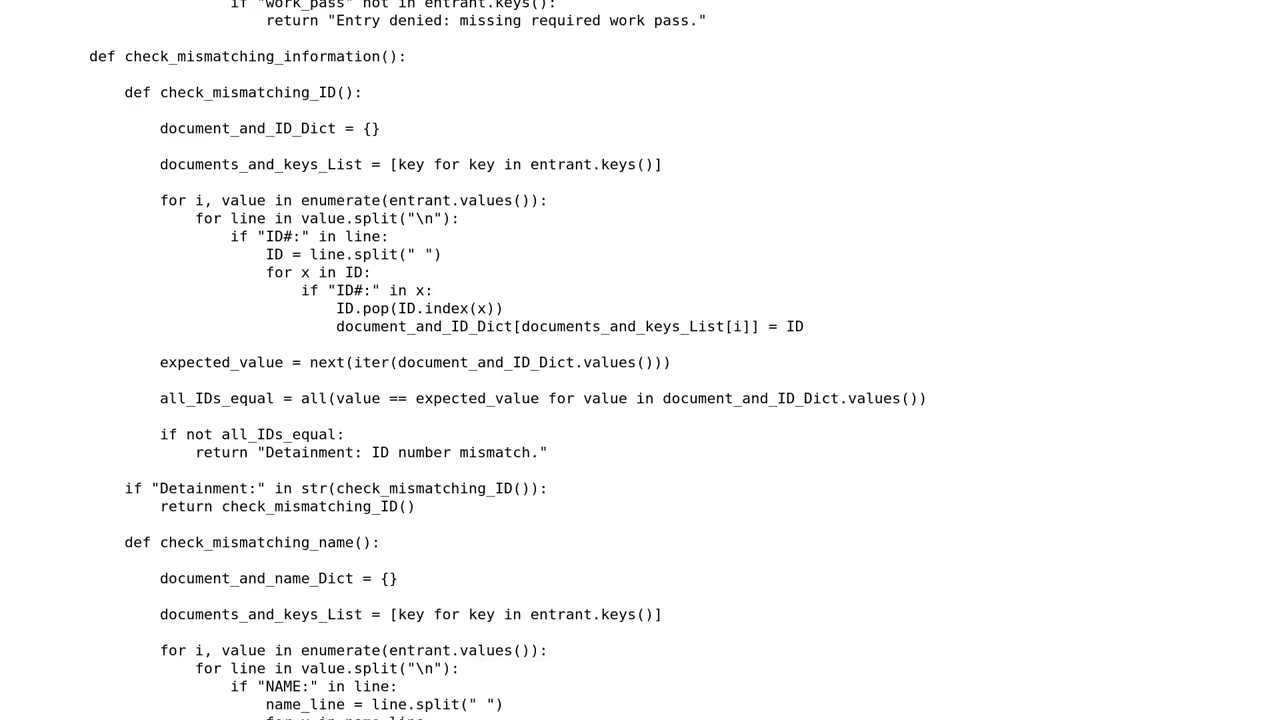 if "work_pass" not in entrant.keys():
return "Entry denied: missing required work pass."
def check_mismatching_information():
def check_mismatching_ID():
document_and_ID_Dict = {}
documents_and_keys_List = [key for key in entrant.keys()]
for i, value in enumerate(entrant.values()):
for line in value.split("\n"):
if "ID#:" in line:
ID = line.split(" ")
for x in ID:
if "ID#:" in x:
ID.pop(ID.index(x))
document_and_ID_Dict[documents_and_keys_List[i]] = ID
expected_value = next(iter(document_and_ID_Dict.values()))
all_IDs_equal = all(value == expected_value for value in document_and_ID_Dict.values())
if not all_IDs_equal:
return "Detainment: ID number mismatch."
if "Detainment:" in str(check_mismatching_ID()):
return check_mismatching_ID()
def check_mismatching_name():
document_and_name_Dict = {}
documents_and_keys_List = [key for key in entrant.keys()]
for i, value in enumerate(entrant.values()):
for line in value.split("\n"):
if "NAME:" in line:
name_line = line.split(" ")
for x in name_line: